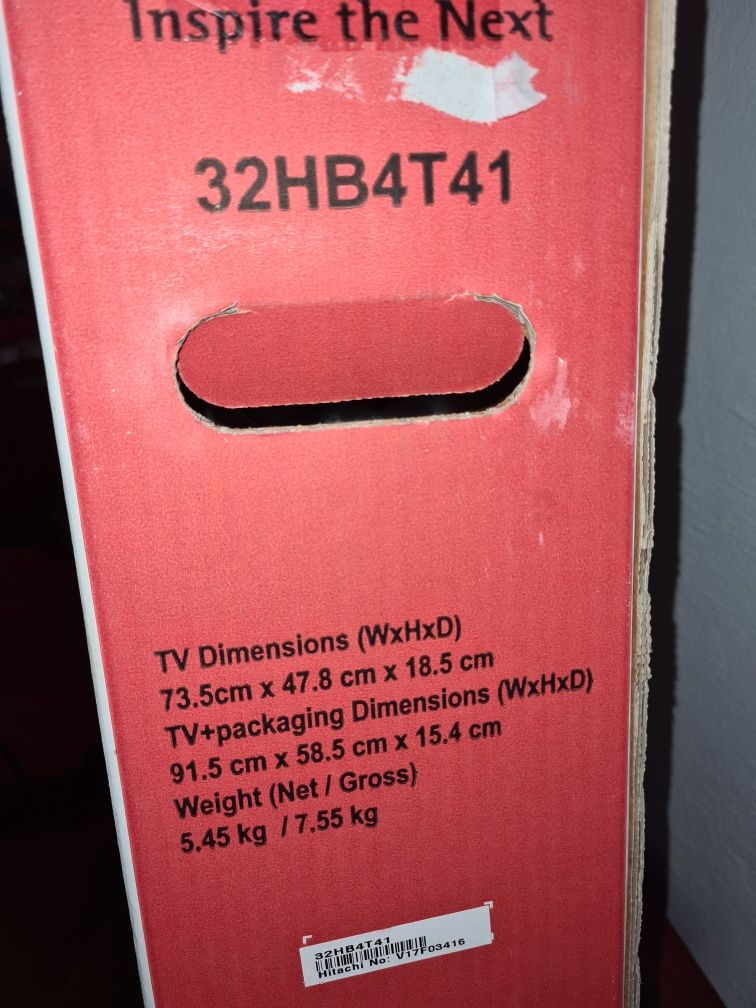 Inspire the Next
32HB4T41
TV Dimensions (WxHxD)
73.5cm x 47.8 cm x 18.5 cm
TV+packaging Dimensions (WxHxD)
91.5 cm x 58.5 cm x 15.4 cm
Weight (Net / Gross)
5.45 kg / 7.55 kg
32HB4T41
Hitachi No: V17F03416